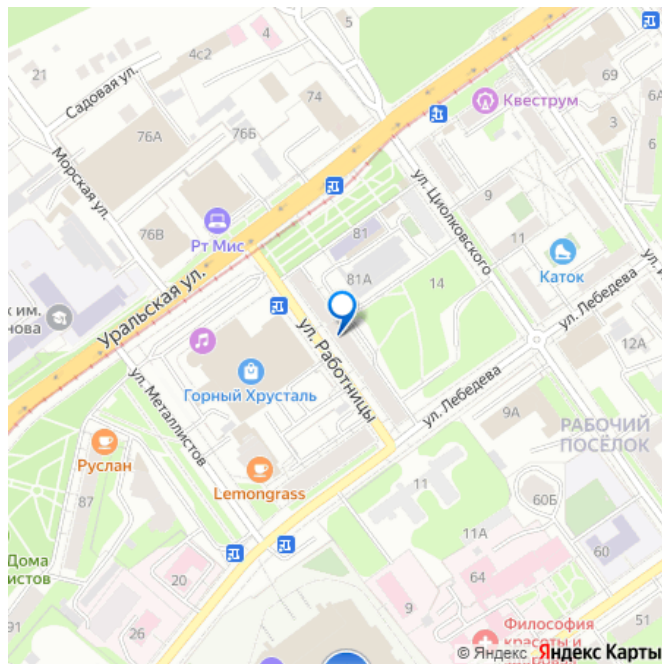 21
4с2
4
69
6А
Садовая ул.
Квеструм
74
3
76А
76Б
6
Морская ул.
ул. Циолковского
9
76В
Рт Мис
81
11
Каток
81А
14
Уральская ул.
ул. Лебедева
ул. Работницы
12А
ул. Металлистов
Горный Хрусталь
ул. Лебедева
9А
РАБОЧИЙ
ПОСЁЛОК
Руслан
Lemongrass
87
11
60Б
11А
60
Дома
20
64
9
91
26
Философия
красоты и
51
© Яндекс Яндекс Карты